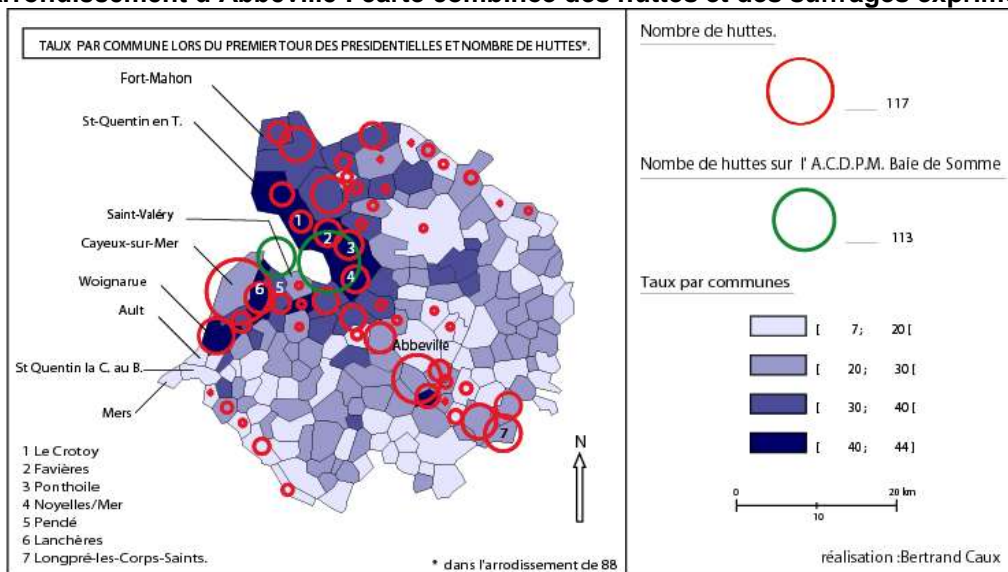 arrondissement d'Abbeville : carte combinée des huttes et des suffrages exprimé
TAUX PAR COMMUNE LORS DU PREMIER TOUR DES PRESIDENTIELLES ET NOMBRE DE HUTTES*.
Fort-Mahon
St-Quentin en T.
Saint-Valéry
Cayeux-sur-Mer
Woignarue
Ault
St Quentin la C. au B.
Mers
1
2
3
4
6 5
Abbeville
7
N
1 Le Crotoy
2 Favières
3 Ponthoile
4 Noyelles/Mer
5 Pendé
6 Lanchères
7 Longpré-les-Corps-Saints.
* dans l'arrodissement de 88
Nombre de huttes.
117
Nombe de huttes sur l' A.C.D.P.M. Baie de Somme
113
Taux par communes
[ 7; 20 [
[ 20; 30 [
[ 30; 40 [
[ 40; 44 ]
0 20 km
10
réalisation :Bertrand Caux